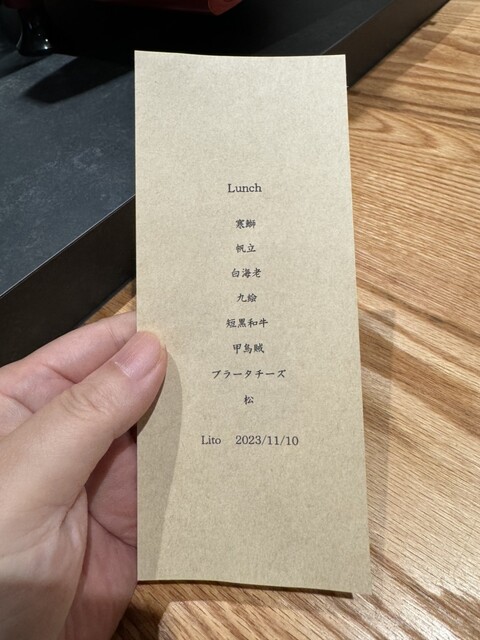 Lunch
寒鰤
帆立
白海老
九絵
短黒和牛
甲烏賊
ブラータチーズ
松
Lito 2023/11/10